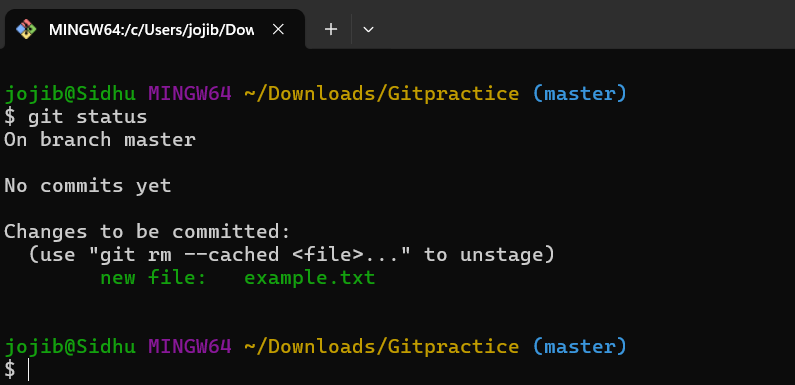 MINGW64:/c/Users/jojib/Dow
jojib@Sidhu MINGW64 ~/Downloads/Gitpractice (master)
$ git status
On branch master
No commits yet
Changes to be committed:
  (use "git rm --cached <file>..." to unstage)
        new file:   example.txt
jojib@Sidhu MINGW64 ~/Downloads/Gitpractice (master)
$